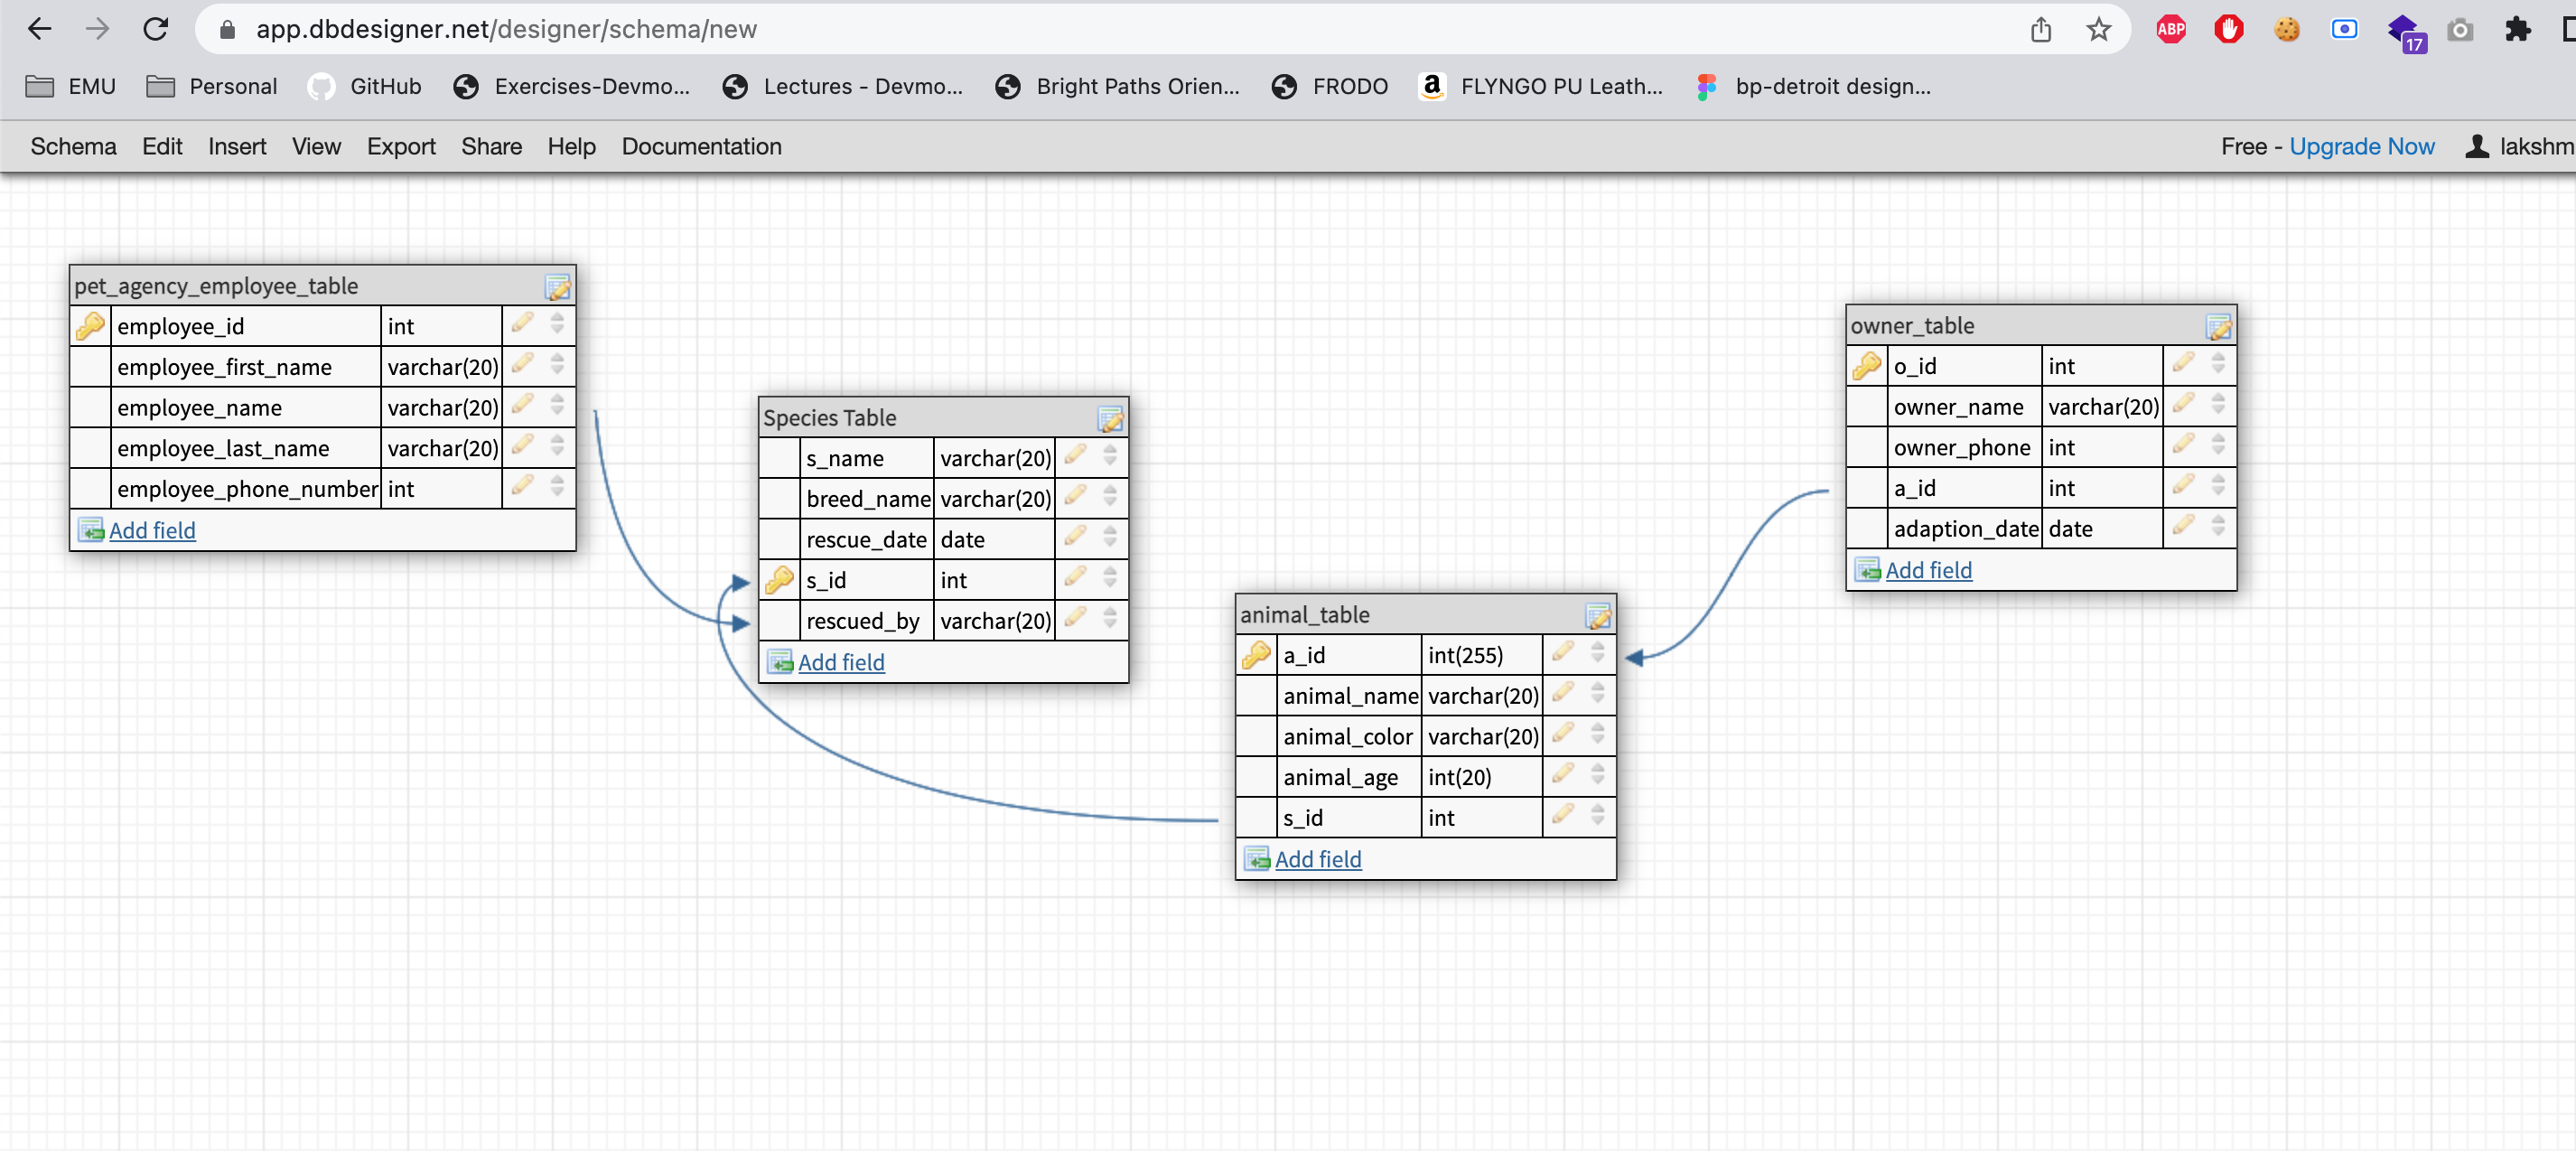 app.dbdesigner.net/designer/schema/new
ABP
17
EMU Personal GitHub Exercises-Devmo... Lectures - Devmo... Bright Paths Orien... FRODO FLYNGO PU Leath... bp-detroit design...
Schema Edit Insert View Export Share Help Documentation Free - Upgrade Now lakshm
pet_agency_employee_table
employee_id int
employee_first_name varchar(20)
employee_name varchar(20)
employee_last_name varchar(20)
employee_phone_number int
Add field
Species Table
s_name varchar(20)
breed_name varchar(20)
rescue_date date
s_id int
rescued_by varchar(20)
Add field
animal_table
a_id int(255)
animal_name varchar(20)
animal_color varchar(20)
animal_age int(20)
s_id int
Add field
owner_table
o_id int
owner_name varchar(20)
owner_phone int
a_id int
adaption_date date
Add field